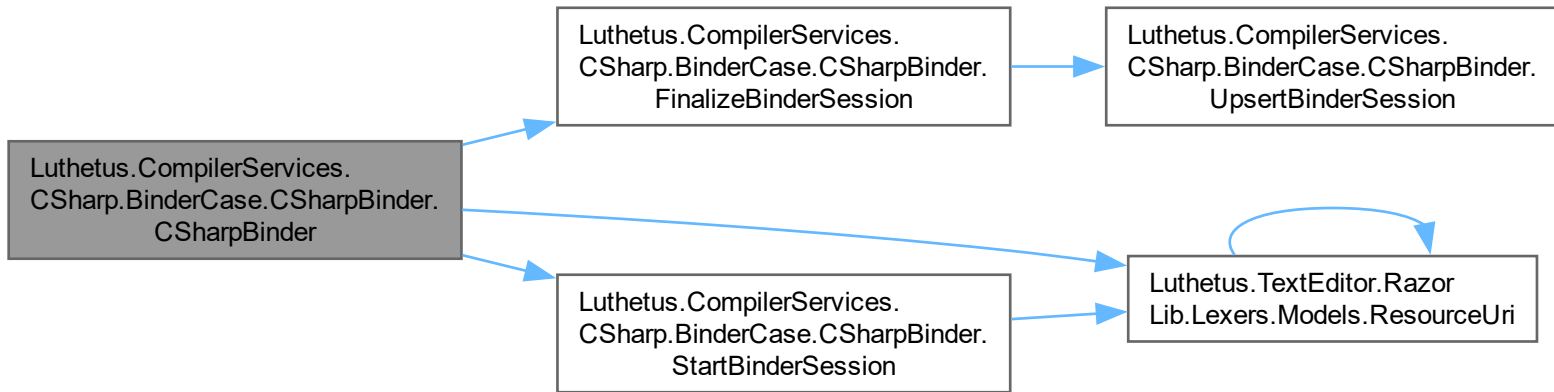 Luthetus.CompilerServices.
CSharp.BinderCase.CSharpBinder.
CSharpBinder
Luthetus.CompilerServices.
CSharp.BinderCase.CSharpBinder.
FinalizeBinderSession
Luthetus.CompilerServices.
CSharp.BinderCase.CSharpBinder.
UpsertBinderSession
Luthetus.CompilerServices.
CSharp.BinderCase.CSharpBinder.
StartBinderSession
Luthetus.TextEditor.Razor
Lib.Lexers.Models.ResourceUri